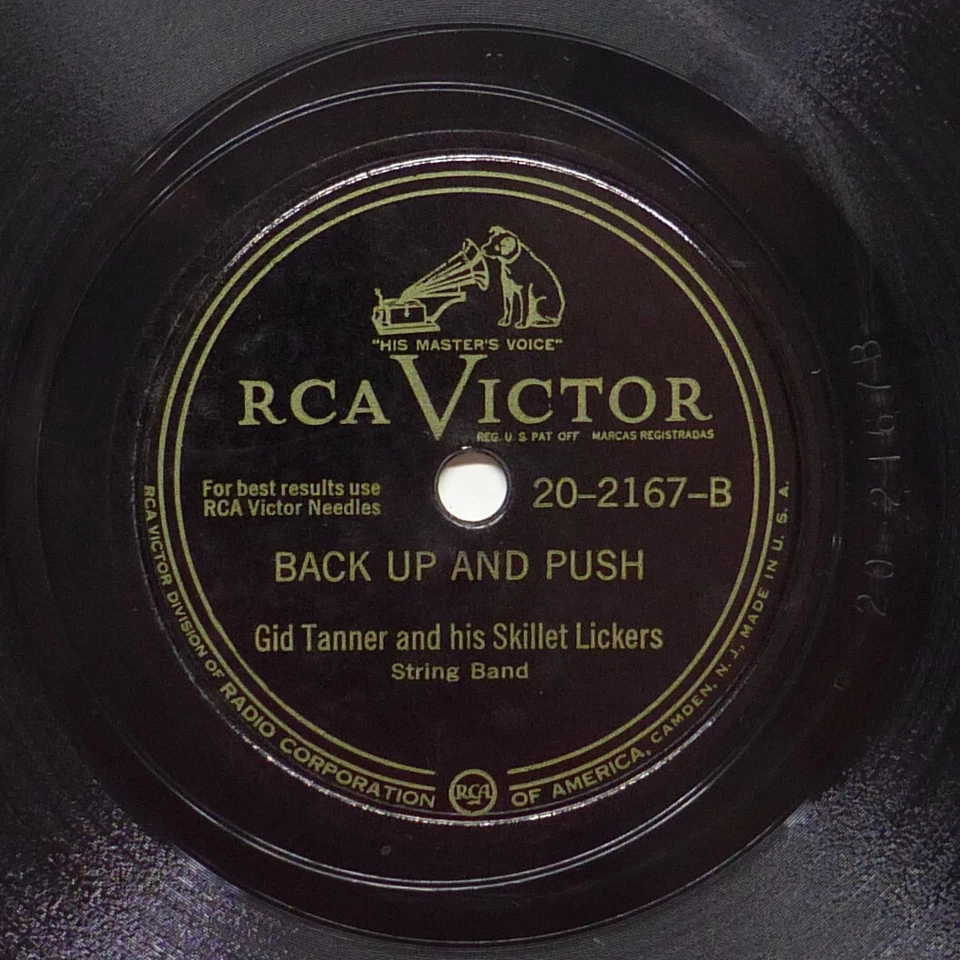 "HIS MASTER'S VOICE"
RCA VICTOR
REG. U. S. PAT. OFF. MARCAS REGISTRADAS
For best results use
RCA Victor Needles
20–2167–B
BACK UP AND PUSH
Gid Tanner and his Skillet Lickers
String Band
RCA VICTOR DIVISION OF RADIO CORPORATION OF AMERICA, CAMDEN, N. J., MADE IN U. S. A.
RCA
20-2167B